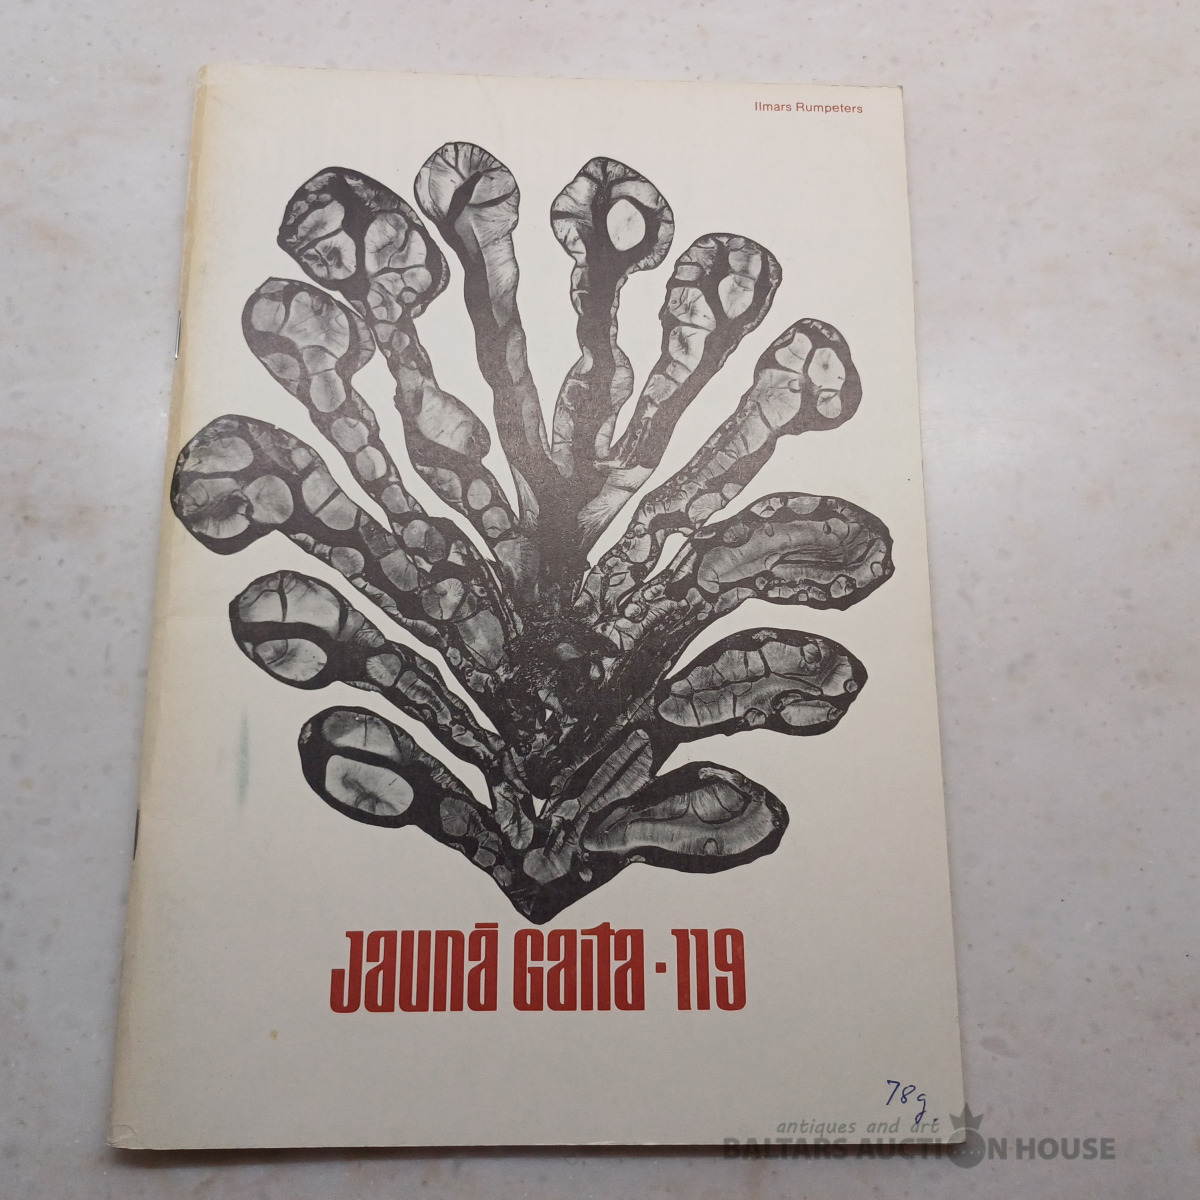 Ilmars Rumpeters
Jaunā Gaita·119
78g.
antiques and art
BALTARS AUCTION HOUSE